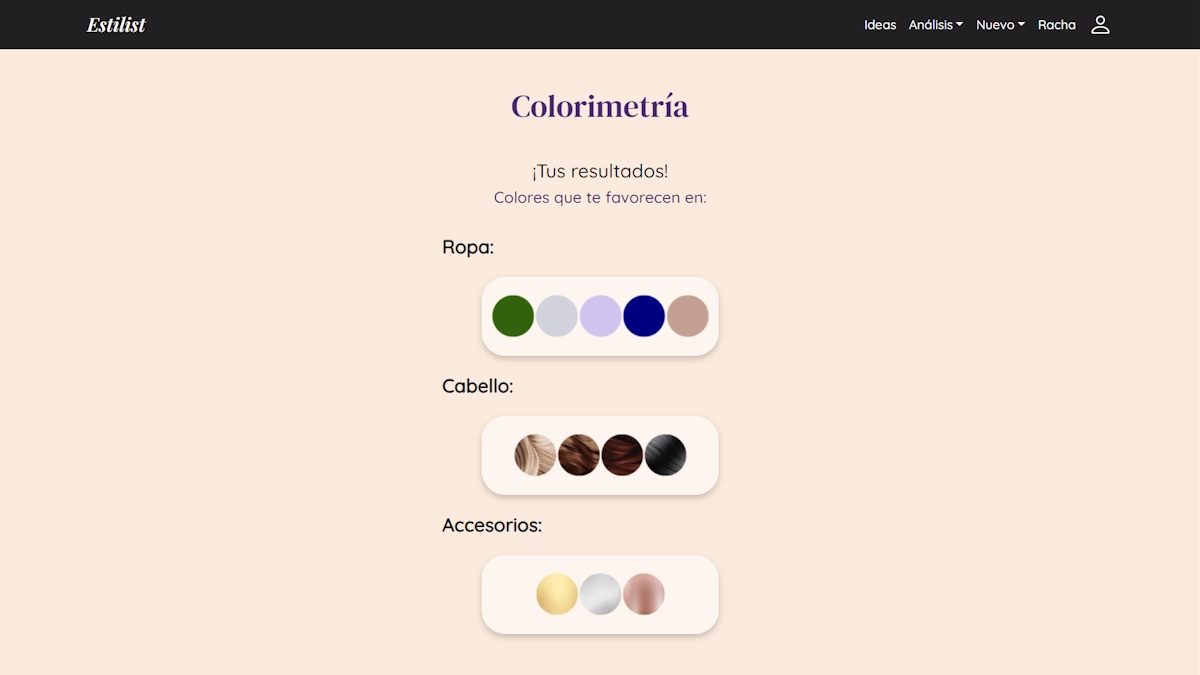 Estilist
Ideas Análisis Nuevo Racha
Colorimetría
¡Tus resultados!
Colores que te favorecen en:
Ropa:
Cabello:
Accesorios: